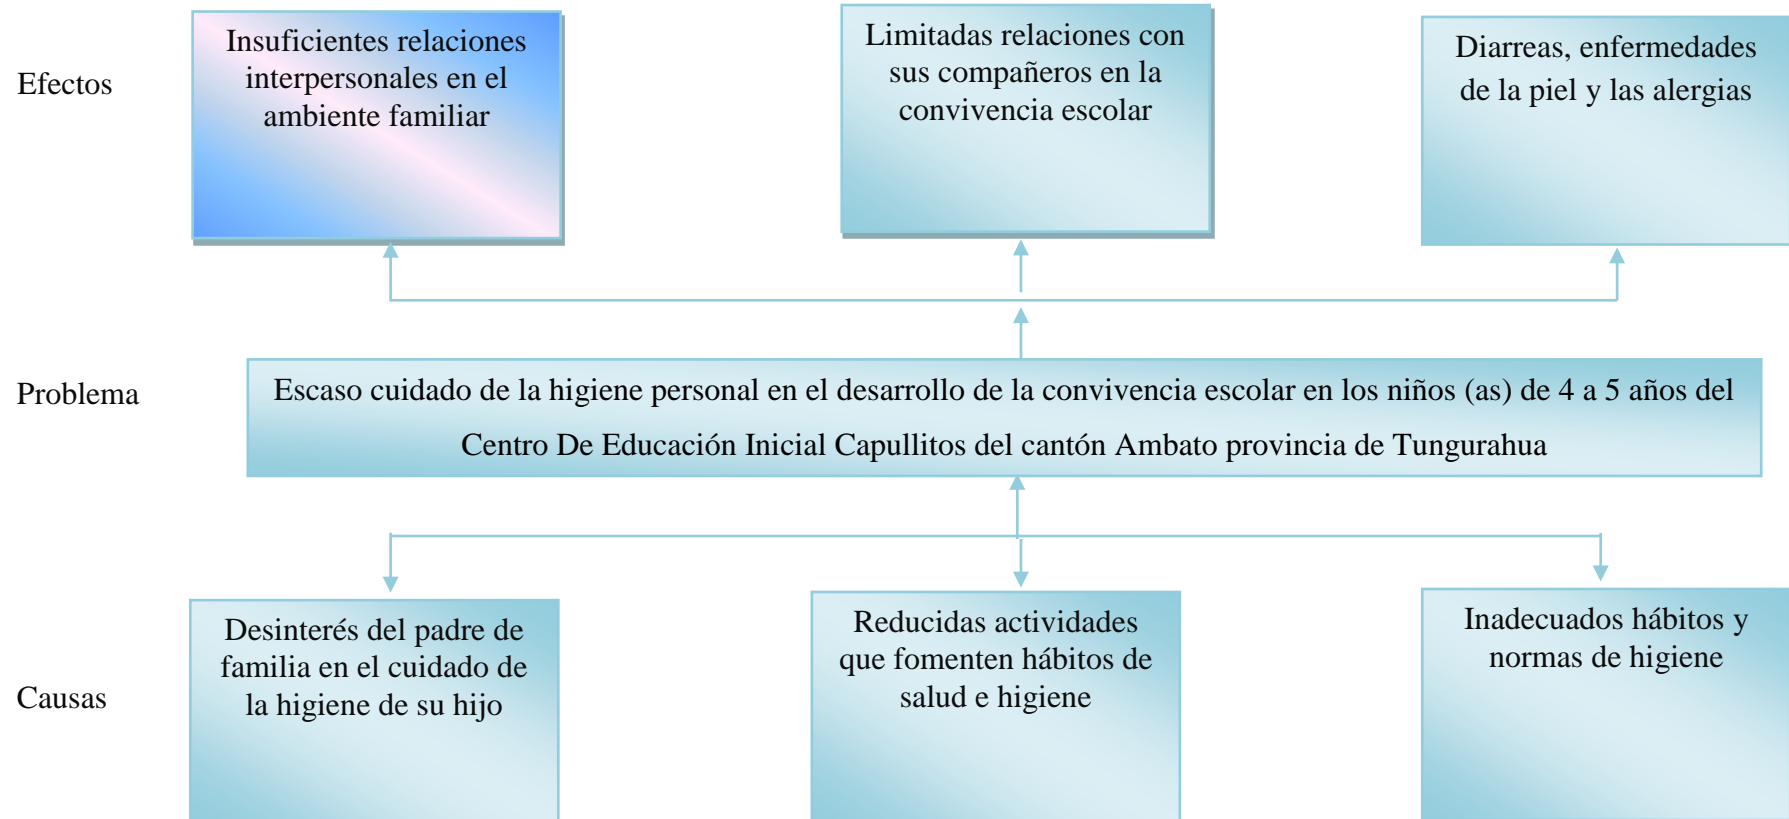 Efectos
Insuficientes relaciones
interpersonales en el
ambiente familiar
Limitadas relaciones con
sus compañeros en la
convivencia escolar
Diarreas, enfermedades
de la piel y las alergias
Problema
Escaso cuidado de la higiene personal en el desarrollo de la convivencia escolar en los niños (as) de 4 a 5 años del
Centro De Educación Inicial Capullitos del cantón Ambato provincia de Tungurahua
Causas
Desinterés del padre de
familia en el cuidado de
la higiene de su hijo
Reducidas actividades
que fomenten hábitos de
salud e higiene
Inadecuados hábitos y
normas de higiene